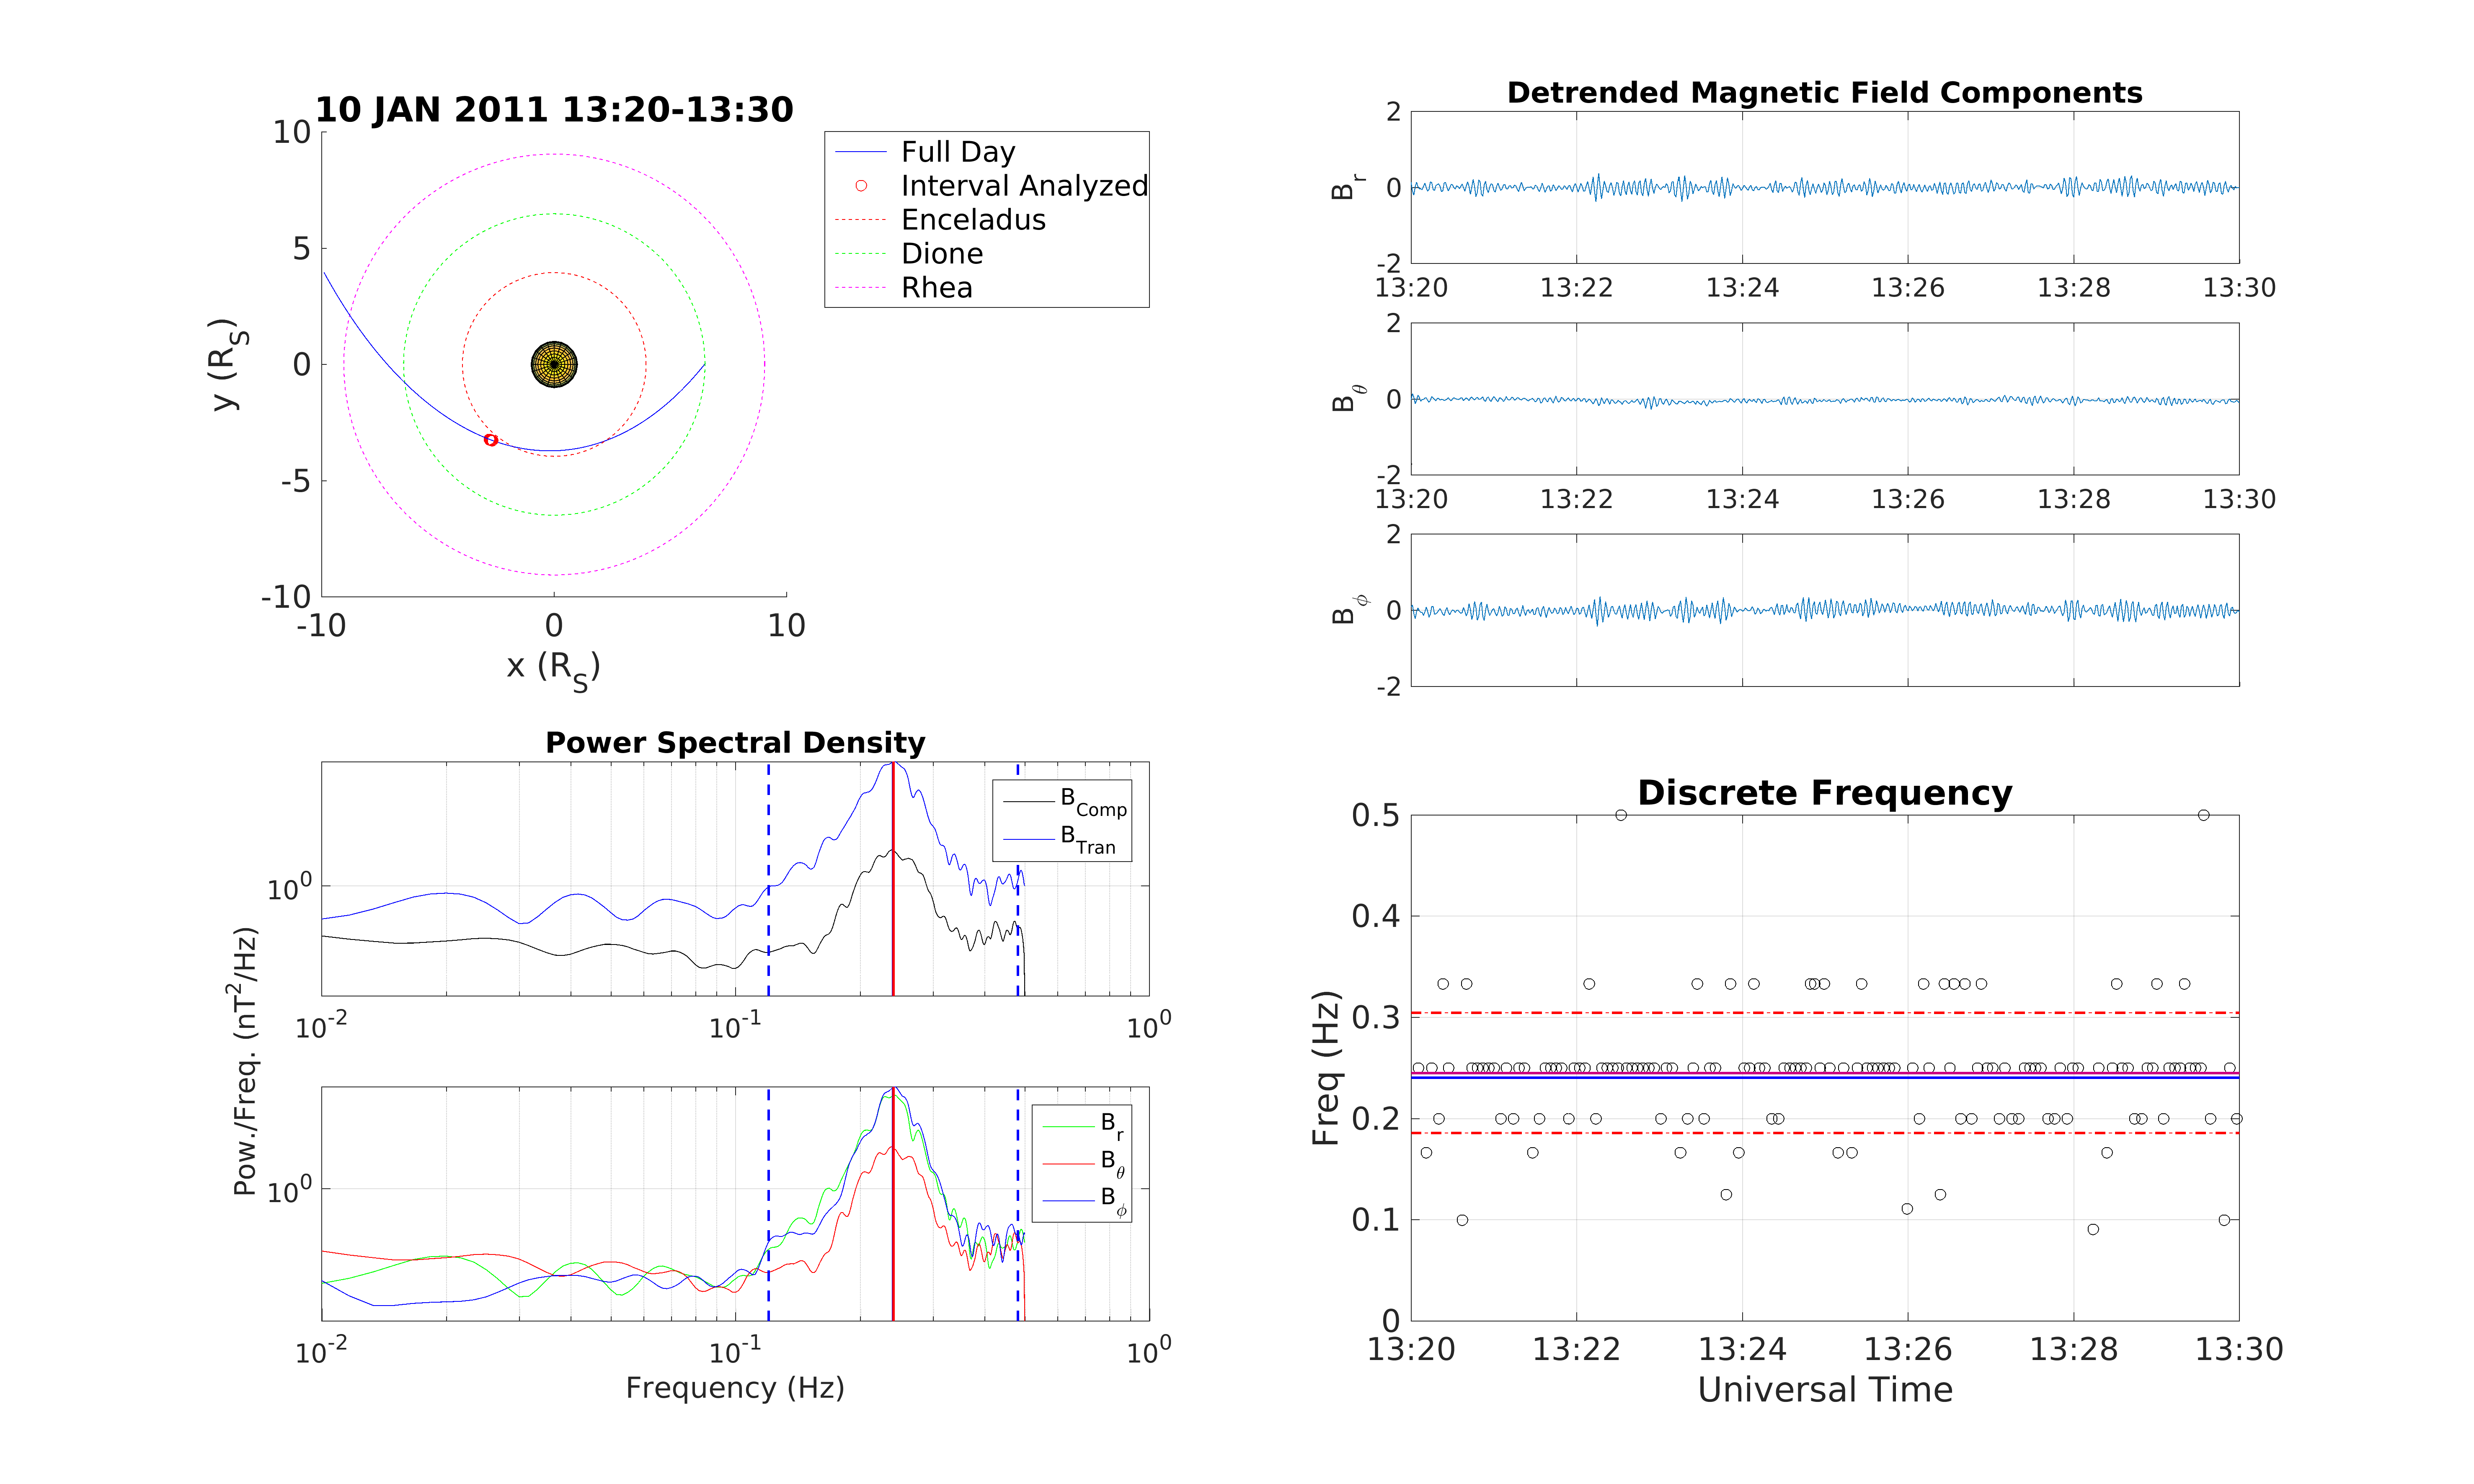 10 JAN 2011 13:20-13:30
10
5
0
-5
-10
-10 0 10
x (R_S)
y (R_S)
Full Day
Interval Analyzed
Enceladus
Dione
Rhea
Detrended Magnetic Field Components
2
0
-2
B_r
13:20 13:22 13:24 13:26 13:28 13:30
2
0
-2
B_θ
13:20 13:22 13:24 13:26 13:28 13:30
2
0
-2
B_ϕ
Power Spectral Density
10^0
B_Comp
B_Tran
10^-2 10^-1 10^0
Pow./Freq. (nT^2/Hz)
10^0
B_r
B_θ
B_ϕ
10^-2 10^-1 10^0
Frequency (Hz)
Discrete Frequency
0.5
0.4
0.3
0.2
0.1
0
Freq (Hz)
13:20 13:22 13:24 13:26 13:28 13:30
Universal Time